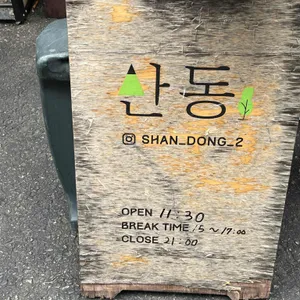 산동
SHAN_DONG_2
OPEN 11:30
BREAK TIME 15~17:00
CLOSE 21:00